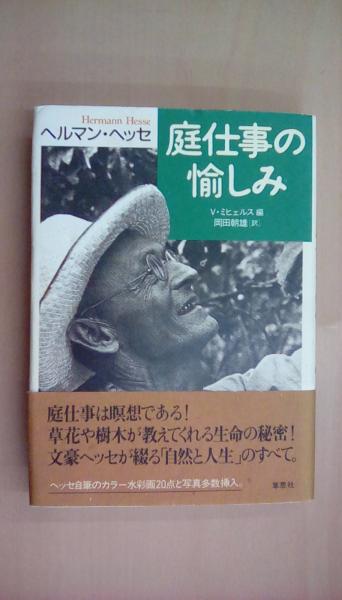 Hermann Hesse
ヘルマン・ヘッセ
庭仕事の
愉しみ
V・ミヒェルス 編
岡田朝雄[訳]
庭仕事は瞑想である！
草花や樹木が教えてくれる生命の秘密！
文豪ヘッセが綴る「自然と人生」のすべて。
ヘッセ自筆のカラー水彩画20点と写真多数挿入。
草思社